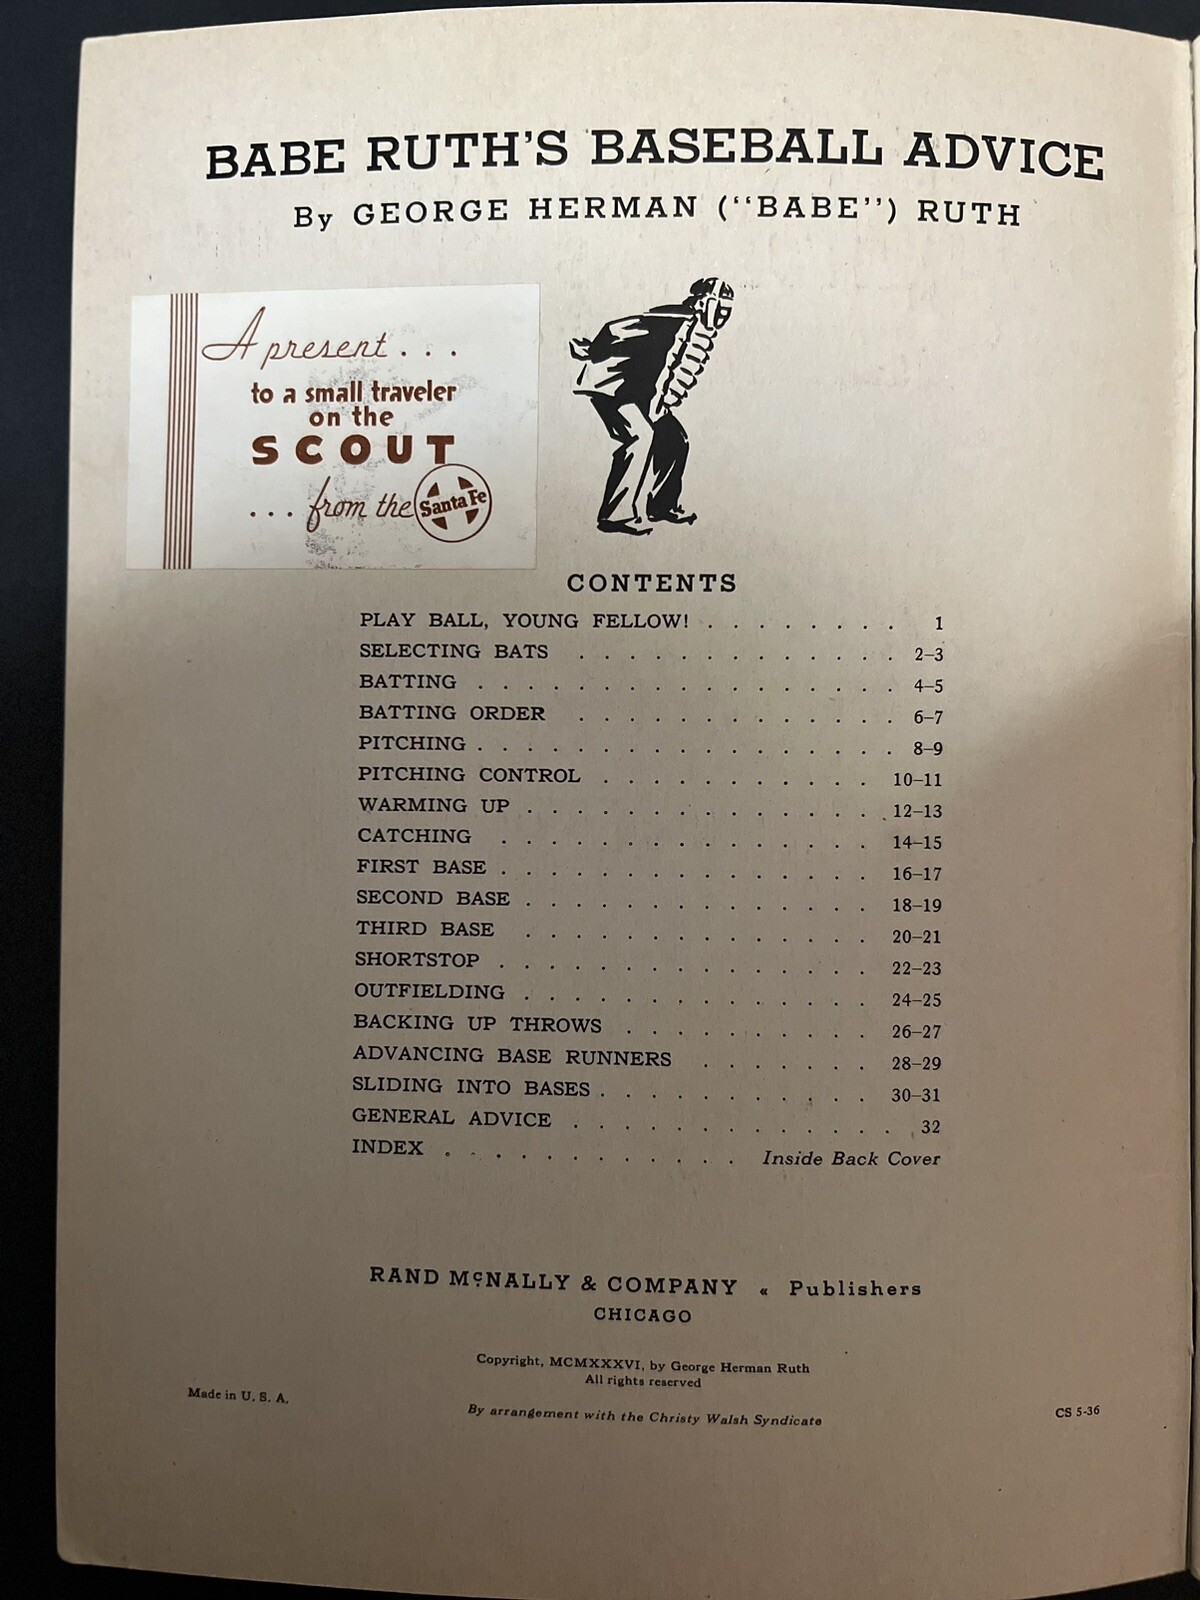 BABE RUTH'S BASEBALL ADVICE
By GEORGE HERMAN (“BABE”) RUTH
A present . . .
to a small traveler
on the
SCOUT
. . . from the Santa Fe
CONTENTS
PLAY BALL, YOUNG FELLOW! . . . . . . . . 1
SELECTING BATS . . . . . . . . . . . . . 2–3
BATTING . . . . . . . . . . . . . . . . . 4–5
BATTING ORDER . . . . . . . . . . . . . 6–7
PITCHING . . . . . . . . . . . . . . . . . 8–9
PITCHING CONTROL . . . . . . . . . . . 10–11
WARMING UP . . . . . . . . . . . . . . 12–13
CATCHING . . . . . . . . . . . . . . . 14–15
FIRST BASE . . . . . . . . . . . . . . . 16–17
SECOND BASE . . . . . . . . . . . . . . 18–19
THIRD BASE . . . . . . . . . . . . . . 20–21
SHORTSTOP . . . . . . . . . . . . . . . 22–23
OUTFIELDING . . . . . . . . . . . . . . 24–25
BACKING UP THROWS . . . . . . . . . . 26–27
ADVANCING BASE RUNNERS . . . . . . . 28–29
SLIDING INTO BASES . . . . . . . . . . . 30–31
GENERAL ADVICE . . . . . . . . . . . . . 32
INDEX . . . . . . . . . . . . Inside Back Cover
RAND McNALLY & COMPANY « Publishers
CHICAGO
Copyright, MCMXXXVI, by George Herman Ruth
All rights reserved
Made in U. S. A.
By arrangement with the Christy Walsh Syndicate
CS 5-36